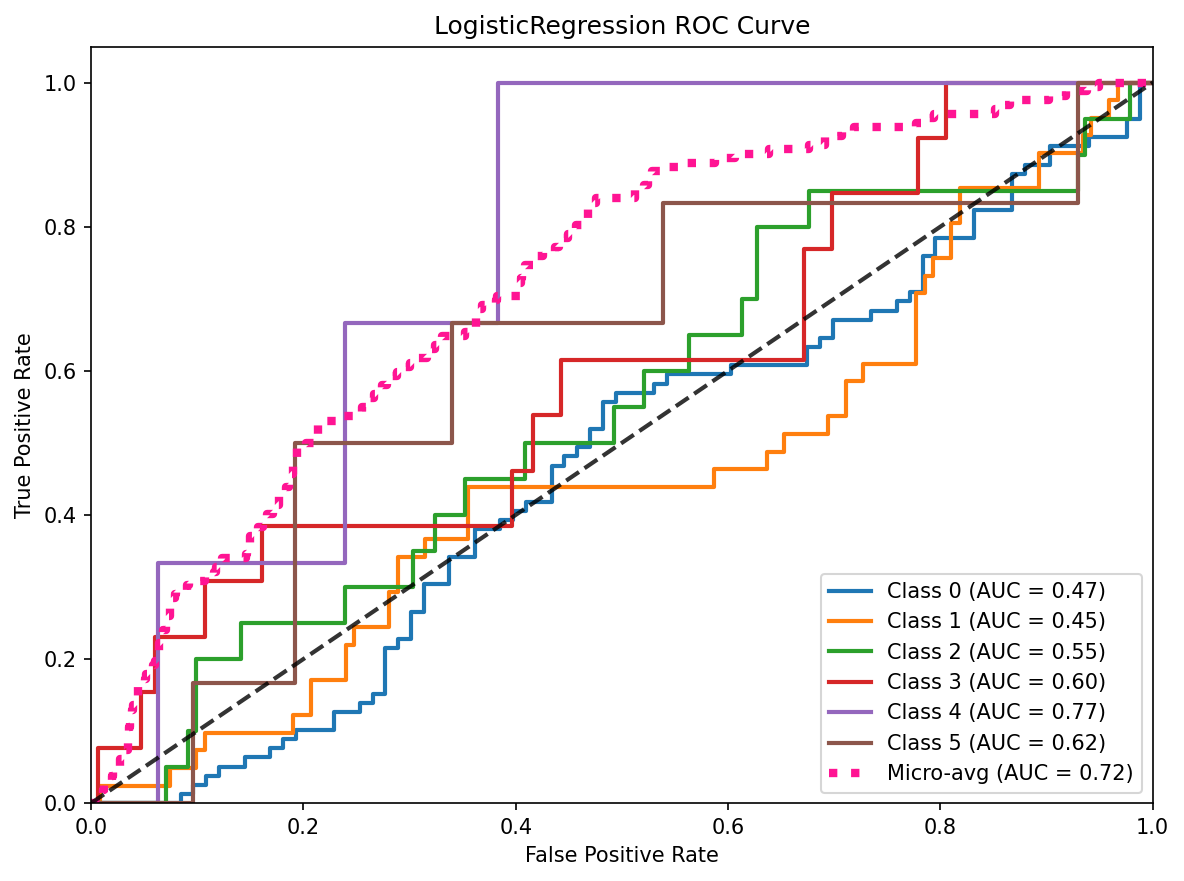 LogisticRegression ROC Curve
True Positive Rate
1.0
0.8
0.6
0.4
0.2
0.0
0.0 0.2 0.4 0.6 0.8 1.0
False Positive Rate
Class 0 (AUC = 0.47)
Class 1 (AUC = 0.45)
Class 2 (AUC = 0.55)
Class 3 (AUC = 0.60)
Class 4 (AUC = 0.77)
Class 5 (AUC = 0.62)
Micro-avg (AUC = 0.72)